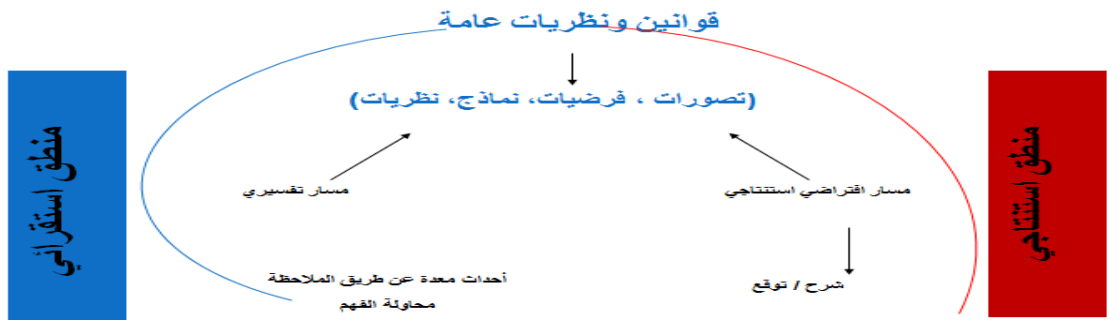 قوانين ونظريات عامة
(تصورات ، فرضيات، نماذج، نظريات)
منطق استنتاجي
منطق استقرائي
مسار افتراضي استنتاجي
مسار تفسيري
شرح / توقع
أحداث معدة عن طريق الملاحظة
محاولة الفهم